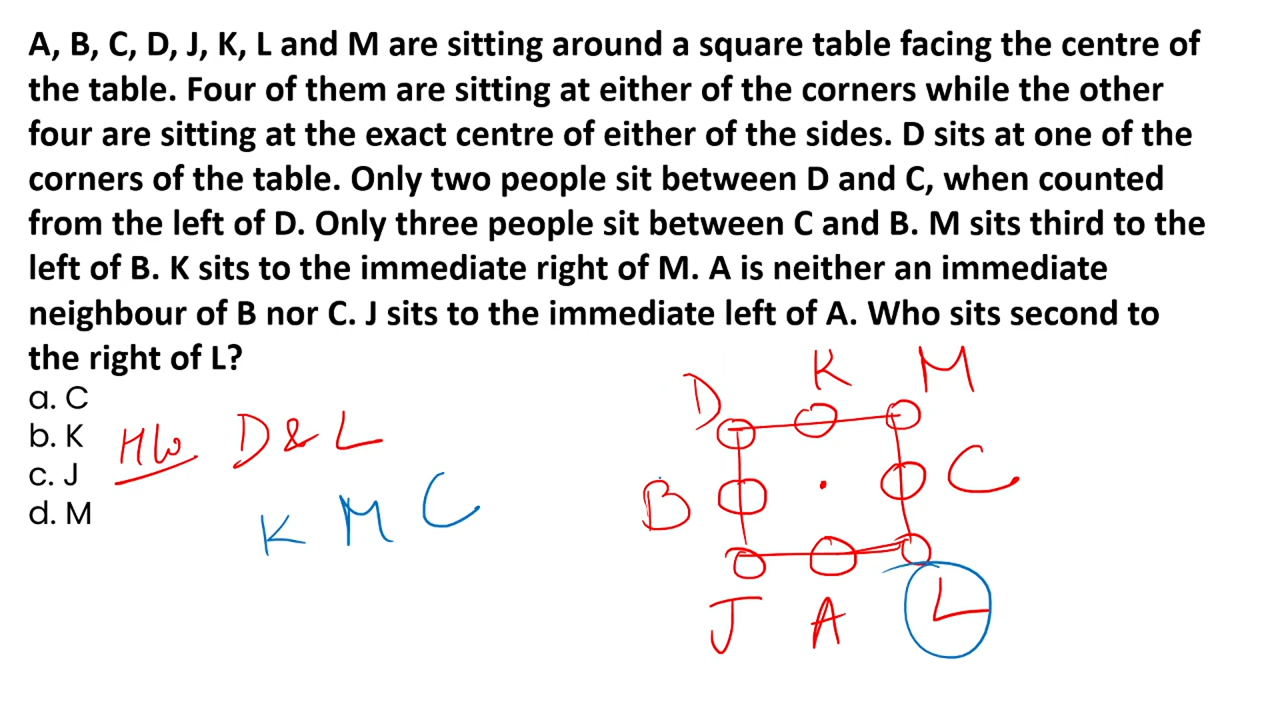 A, B, C, D, J, K, L and M are sitting around a square table facing the centre of
the table. Four of them are sitting at either of the corners while the other
four are sitting at the exact centre of either of the sides. D sits at one of the
corners of the table. Only two people sit between D and C, when counted
from the left of D. Only three people sit between C and B. M sits third to the
left of B. K sits to the immediate right of M. A is neither an immediate
neighbour of B nor C. J sits to the immediate left of A. Who sits second to
the right of L?
a. C
b. K
c. J
d. M
H/w D & L
K M C
D K M
B C
J A L